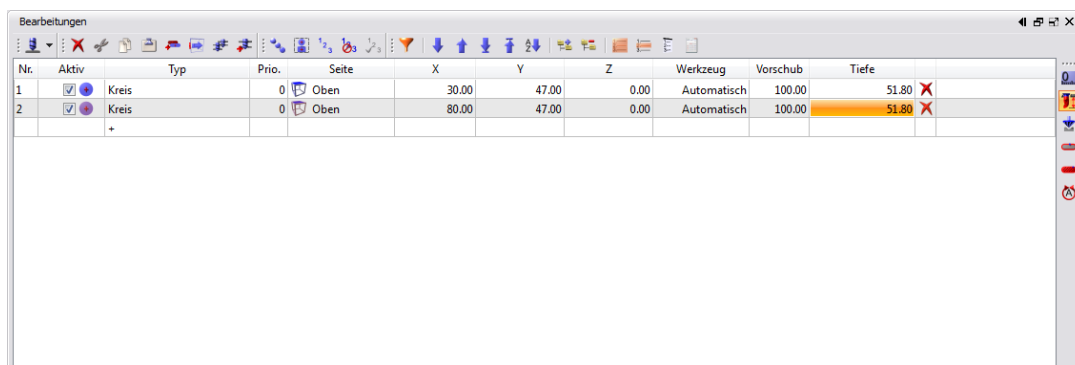 Bearbeitungen
Nr. Aktiv Typ Prio. Seite X Y Z Werkzeug Vorschub Tiefe
1 Kreis 0 Oben 30.00 47.00 0.00 Automatisch 100.00 51.80
2 Kreis 0 Oben 80.00 47.00 0.00 Automatisch 100.00 51.80
+